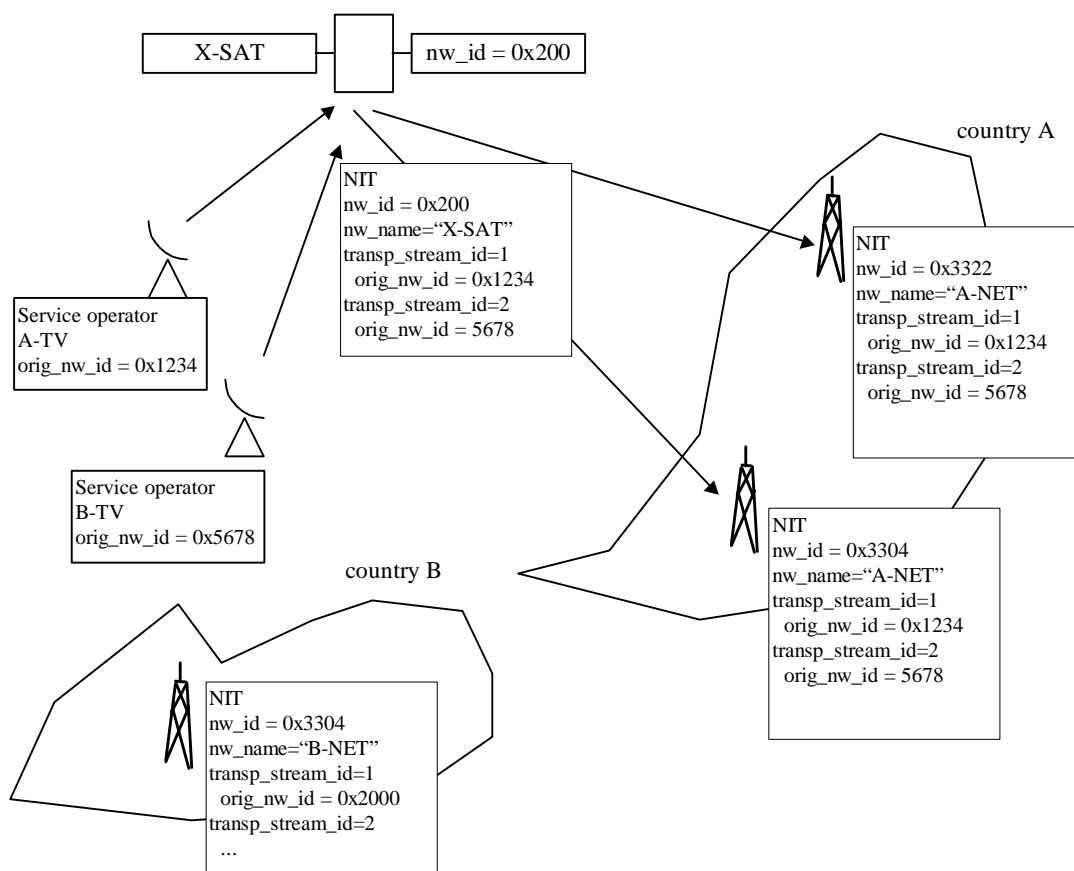 X-SAT
nw_id = 0x200
country A
NIT
nw_id = 0x200
nw_name=“X-SAT”
transp_stream_id=1
orig_nw_id = 0x1234
transp_stream_id=2
orig_nw_id = 5678
NIT
nw_id = 0x3322
nw_name=“A-NET”
transp_stream_id=1
orig_nw_id = 0x1234
transp_stream_id=2
orig_nw_id = 5678
Service operator
A-TV
orig_nw_id = 0x1234
Service operator
B-TV
orig_nw_id = 0x5678
NIT
nw_id = 0x3304
nw_name=“A-NET”
transp_stream_id=1
orig_nw_id = 0x1234
transp_stream_id=2
orig_nw_id = 5678
country B
NIT
nw_id = 0x3304
nw_name=“B-NET”
transp_stream_id=1
orig_nw_id = 0x2000
transp_stream_id=2
...